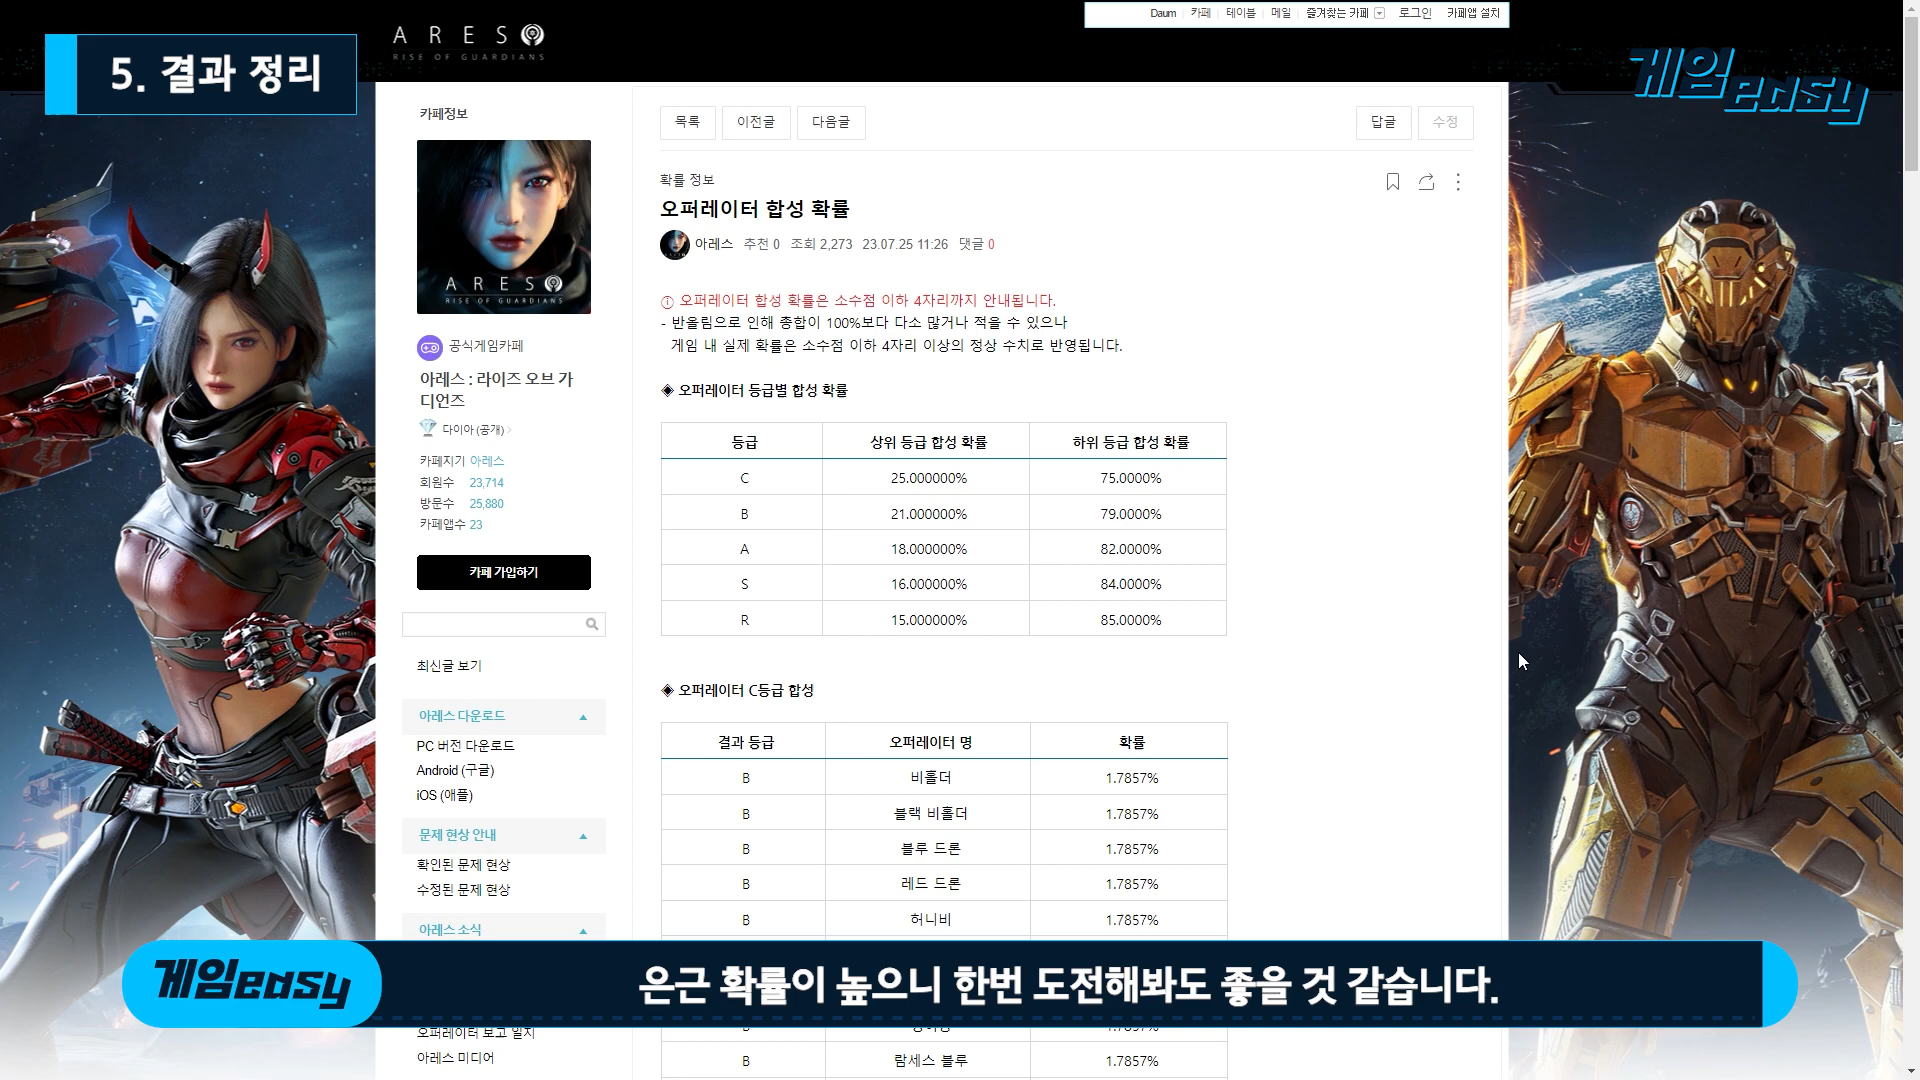 Daum 카페 테이블 메일 즐겨찾는 카페 로그인 카페앱 설치
ARES
RISE OF GUARDIANS
5. 결과 정리
게임easy
카페정보
ARES
RISE OF GUARDIANS
공식게임카페
아레스 : 라이즈 오브 가
디언즈
다이아 (공개)
카페지기 아레스
회원수 23,714
방문수 25,880
카페앱수 23
카페 가입하기
최신글 보기
아레스 다운로드
PC 버전 다운로드
Android (구글)
iOS (애플)
문제 현상 안내
확인된 문제 현상
수정된 문제 현상
아레스 소식
오퍼레이터 보고 일지
아레스 미디어
목록 이전글 다음글 답글 수정
확률 정보
오퍼레이터 합성 확률
아레스 추천 0 조회 2,273 23.07.25 11:26 댓글 0
① 오퍼레이터 합성 확률은 소수점 이하 4자리까지 안내됩니다.
- 반올림으로 인해 총합이 100%보다 다소 많거나 적을 수 있으나
게임 내 실제 확률은 소수점 이하 4자리 이상의 정상 수치로 반영됩니다.
◈ 오퍼레이터 등급별 합성 확률
등급 상위 등급 합성 확률 하위 등급 합성 확률
C 25.000000% 75.0000%
B 21.000000% 79.0000%
A 18.000000% 82.0000%
S 16.000000% 84.0000%
R 15.000000% 85.0000%
◈ 오퍼레이터 C등급 합성
결과 등급 오퍼레이터 명 확률
B 비홀더 1.7857%
B 블랙 비홀더 1.7857%
B 블루 드론 1.7857%
B 레드 드론 1.7857%
B 허니비 1.7857%
B 람세스 블루 1.7857%
게임easy
은근 확률이 높으니 한번 도전해봐도 좋을 것 같습니다.